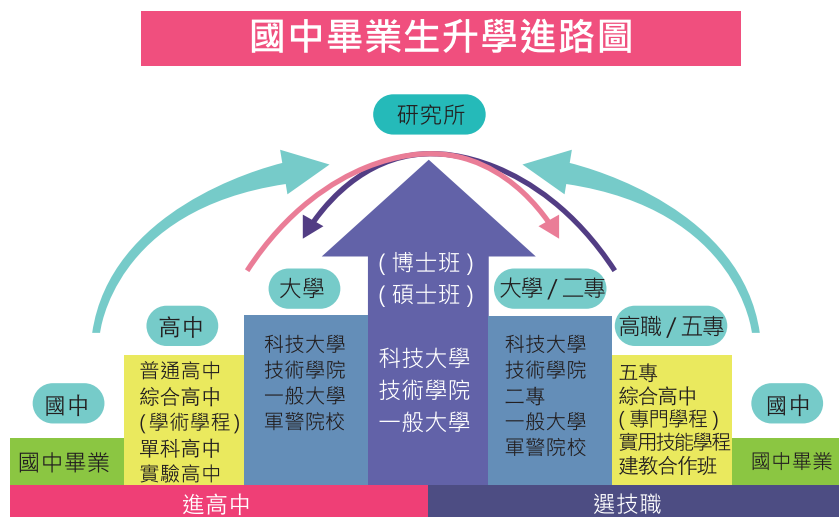 國中畢業生升學進路圖
研究所
(博士班)
(碩士班)
科技大學
技術學院
一般大學
大學
科技大學
技術學院
一般大學
軍警院校
大學/二專
科技大學
技術學院
二專
一般大學
軍警院校
高中
普通高中
綜合高中
(學術學程)
單科高中
實驗高中
高職/五專
五專
綜合高中
(專門學程)
實用技能學程
建教合作班
國中
國中畢業
國中
國中畢業
進高中
選技職